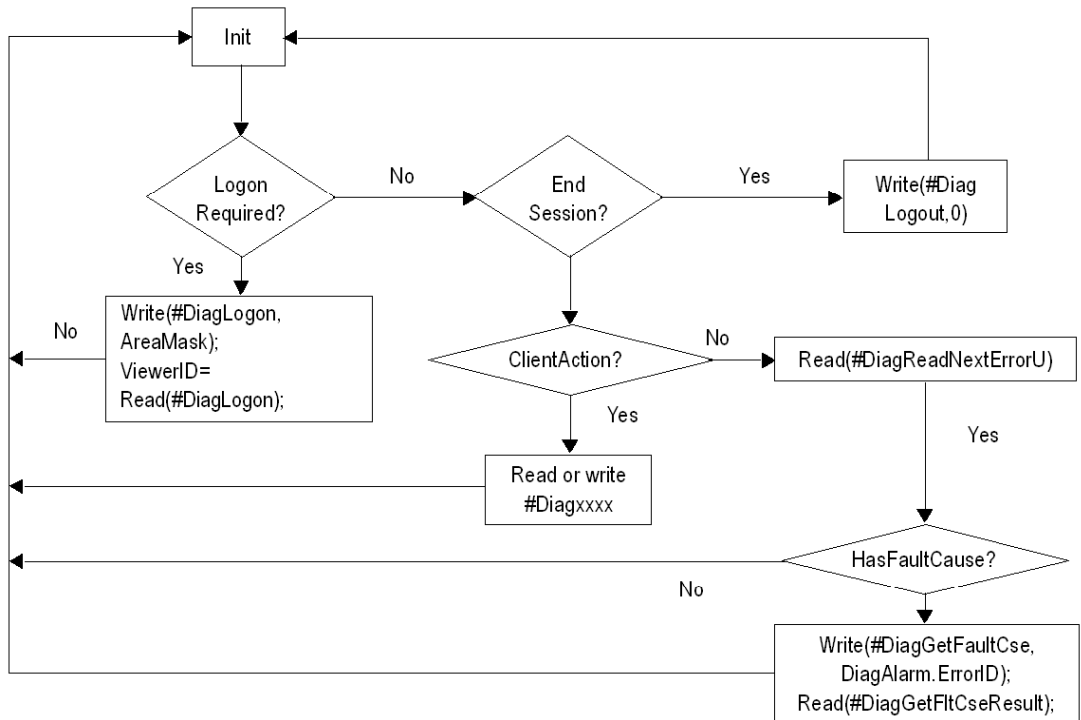 Init
Logon
Required?
No
End
Session?
Yes
Write(#Diag
Logout,0)
Yes
Write(#DiagLogon,
AreaMask);
ViewerID=
Read(#DiagLogon);
No
ClientAction?
No
Read(#DiagReadNextErrorU)
Yes
Read or write
#Diagxxxx
Yes
HasFaultCause?
No
Write(#DiagGetFaultCse,
DiagAlarm.ErrorID);
Read(#DiagGetFltCseResult);